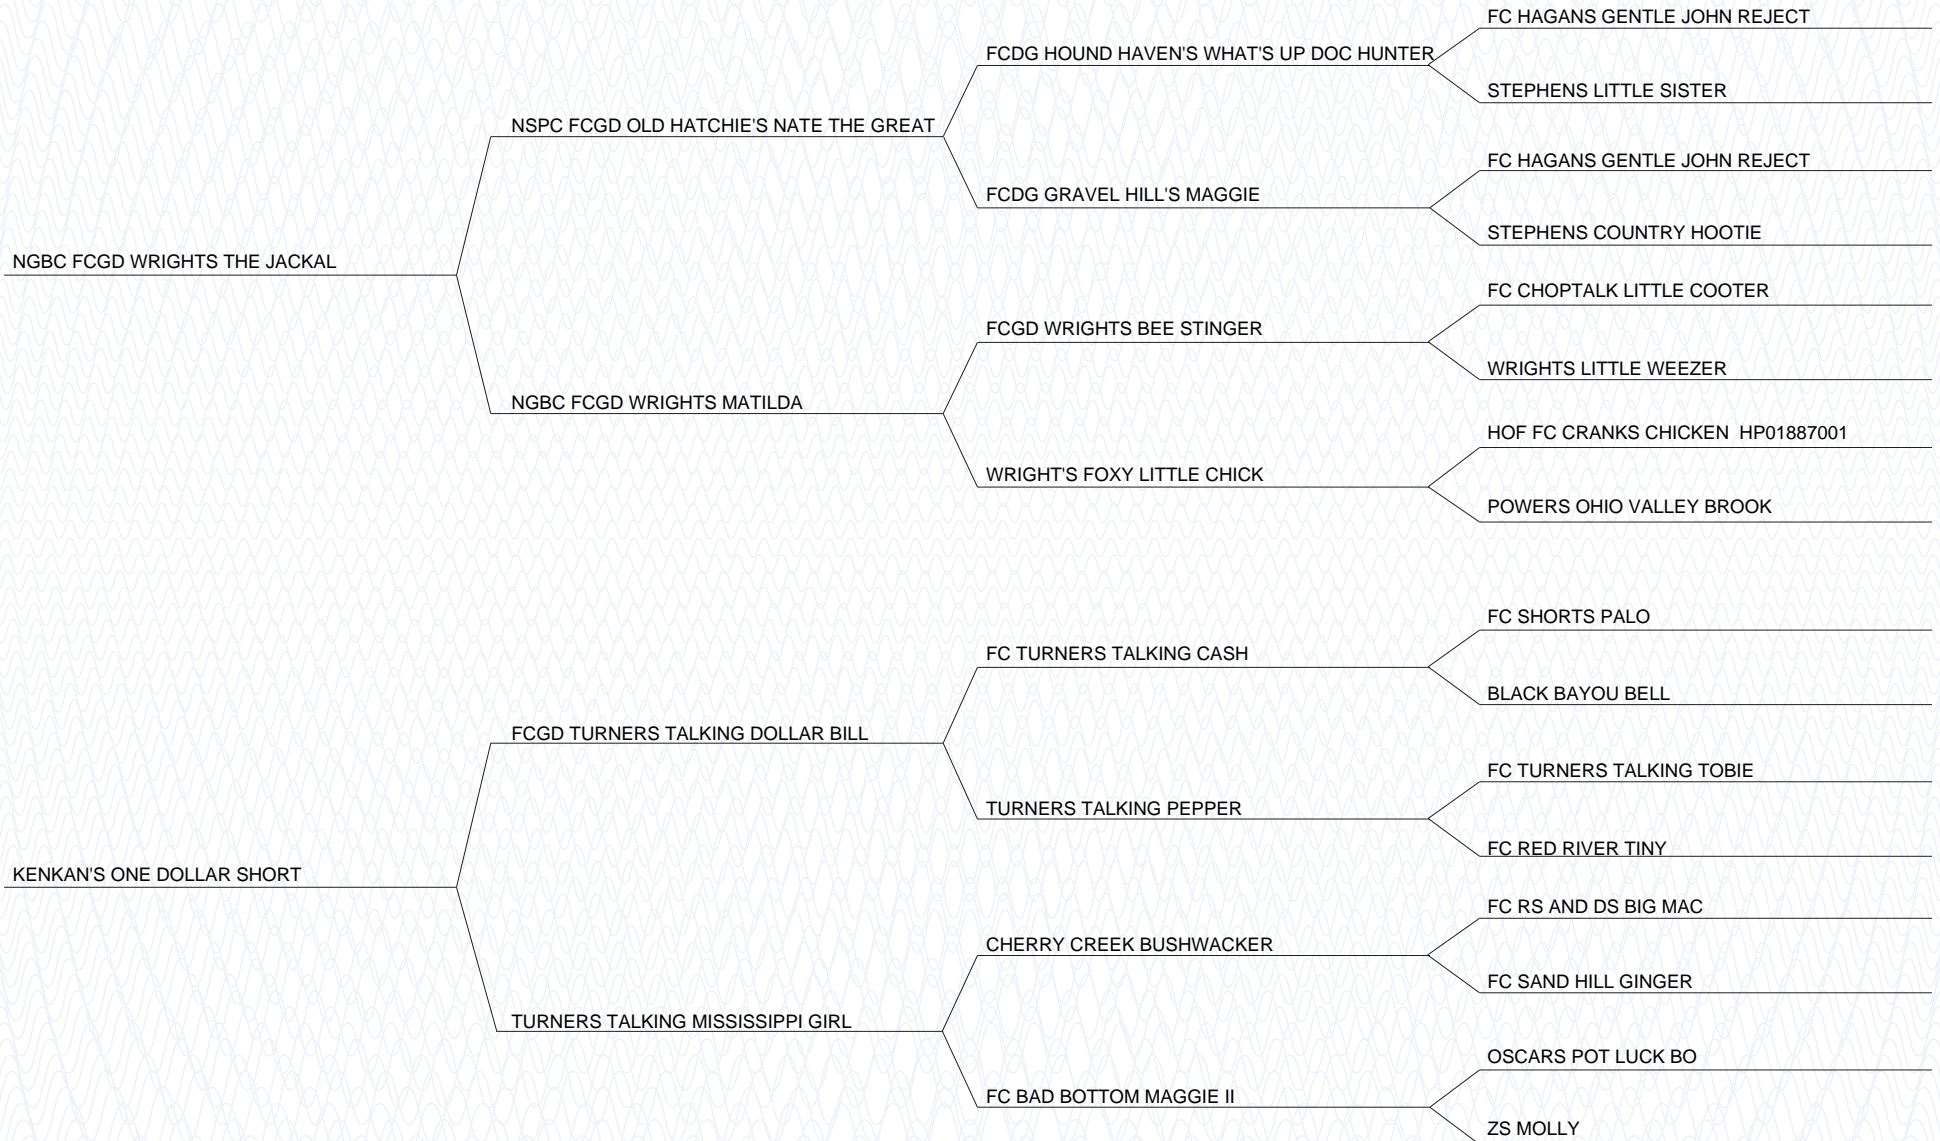 FC HAGANS GENTLE JOHN REJECT
FCDG HOUND HAVEN'S WHAT'S UP DOC HUNTER
STEPHENS LITTLE SISTER
NSPC FCGD OLD HATCHIE'S NATE THE GREAT
FC HAGANS GENTLE JOHN REJECT
FCDG GRAVEL HILL'S MAGGIE
STEPHENS COUNTRY HOOTIE
NGBC FCGD WRIGHTS THE JACKAL
FC CHOPTALK LITTLE COOTER
FCGD WRIGHTS BEE STINGER
WRIGHTS LITTLE WEEZER
NGBC FCGD WRIGHTS MATILDA
HOF FC CRANKS CHICKEN  HP01887001
WRIGHT'S FOXY LITTLE CHICK
POWERS OHIO VALLEY BROOK
FC SHORTS PALO
FC TURNERS TALKING CASH
BLACK BAYOU BELL
FCGD TURNERS TALKING DOLLAR BILL
FC TURNERS TALKING TOBIE
TURNERS TALKING PEPPER
FC RED RIVER TINY
KENKAN'S ONE DOLLAR SHORT
FC RS AND DS BIG MAC
CHERRY CREEK BUSHWACKER
FC SAND HILL GINGER
TURNERS TALKING MISSISSIPPI GIRL
OSCARS POT LUCK BO
FC BAD BOTTOM MAGGIE II
ZS MOLLY